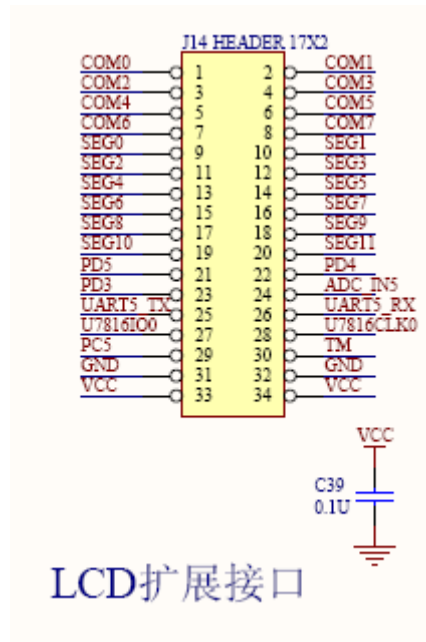 J14 HEADER 17X2
COM0 1 2 COM1
COM2 3 4 COM3
COM4 5 6 COM5
COM6 7 8 COM7
SEG0 9 10 SEG1
SEG2 11 12 SEG3
SEG4 13 14 SEG5
SEG6 15 16 SEG7
SEG8 17 18 SEG9
SEG10 19 20 SEG11
PD5 21 22 PD4
PD3 23 24 ADC_IN5
UART5_TX 25 26 UART5_RX
U7816IO0 27 28 U7816CLK0
PC5 29 30 TM
GND 31 32 GND
VCC 33 34 VCC
VCC
C39
0.1U
LCD扩展接口